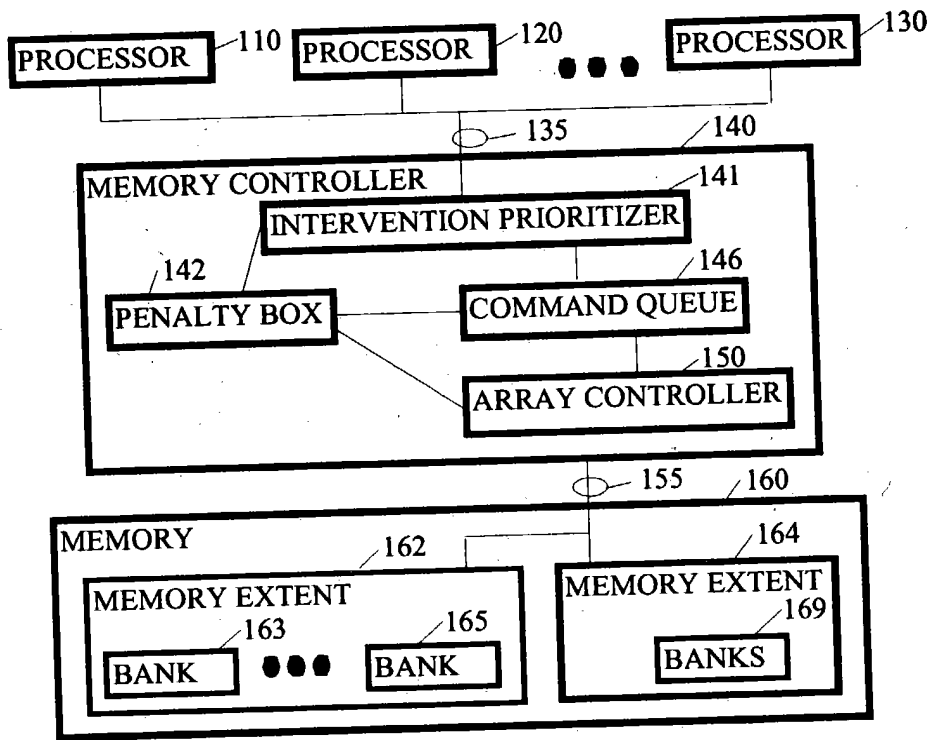 110
120
130
PROCESSOR
PROCESSOR
PROCESSOR
135
140
MEMORY CONTROLLER
141
INTERVENTION PRIORITIZER
142
146
PENALTY BOX
COMMAND QUEUE
150
ARRAY CONTROLLER
155
160
MEMORY
162
164
MEMORY EXTENT
MEMORY EXTENT
163
165
169
BANK
BANK
BANKS